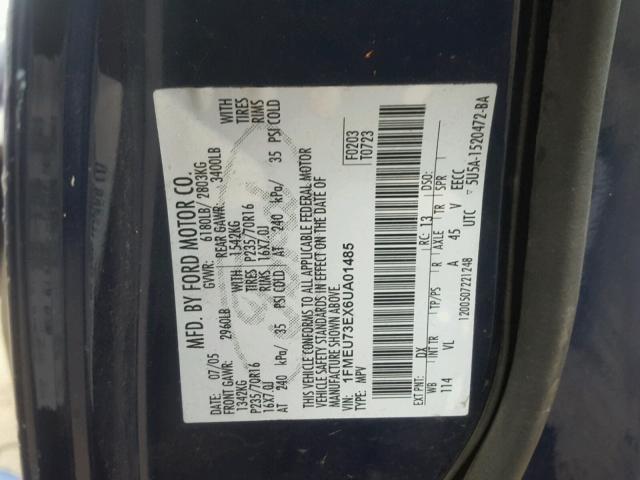 MFD. BY FORD MOTOR CO.
DATE: 07/05 GVWR: 6180LB/ 2803KG
FRONT GAWR: 2960LB REAR GAWR: 3400LB
1342KG WITH 1542KG WITH
P235/70R16 TIRES P235/70R16 TIRES
16X7.0J RIMS 16X7.0J RIMS
AT 240 kPa/ 35 PSI COLD AT 240 kPa/ 35 PSI COLD
THIS VEHICLE CONFORMS TO ALL APPLICABLE FEDERAL MOTOR
VEHICLE SAFETY STANDARDS IN EFFECT ON THE DATE OF
MANUFACTURE SHOWN ABOVE.
VIN: 1FMEU73EX6UA01485 F0203
TYPE: MPV T0723
EXT PNT: DX RC: 13 DSO:
WB INT TR TP/PS R AXLE TR SPR
114 VL A 45 V EECC
UTC
1200507221248 5U5A-1520472-BA